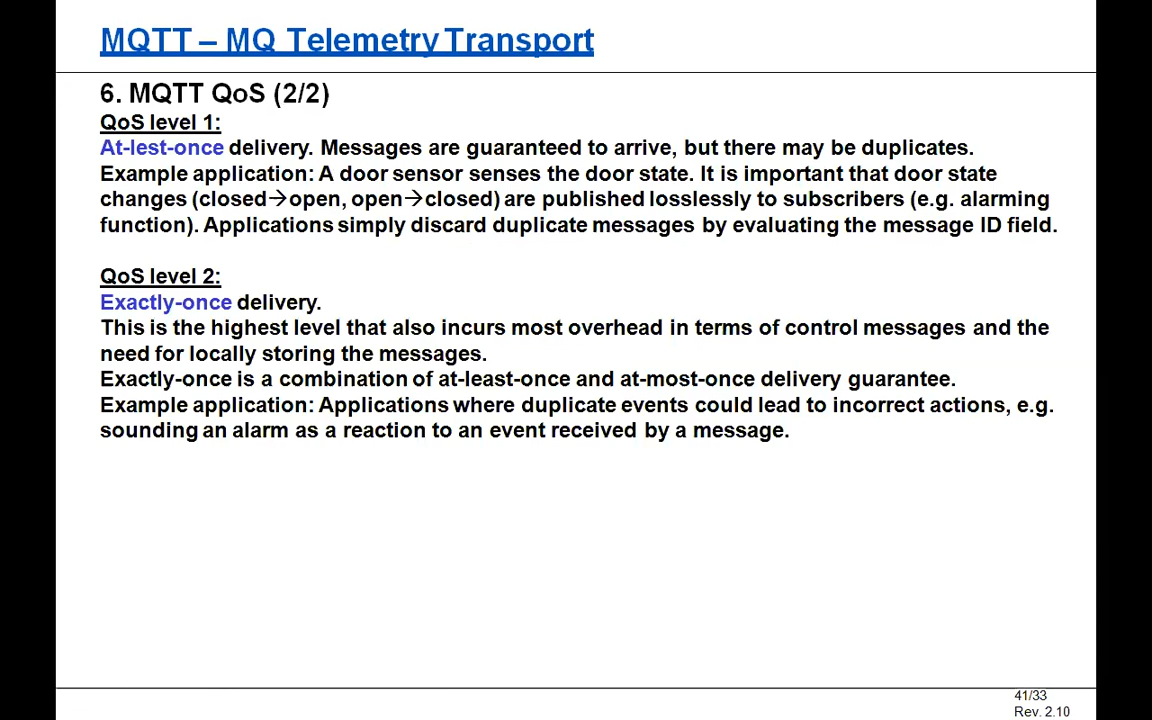 MQTT – MQ Telemetry Transport
6. MQTT QoS (2/2)
QoS level 1:
At-lest-once delivery. Messages are guaranteed to arrive, but there may be duplicates.
Example application: A door sensor senses the door state. It is important that door state
changes (closed→open, open→closed) are published losslessly to subscribers (e.g. alarming
function). Applications simply discard duplicate messages by evaluating the message ID field.
QoS level 2:
Exactly-once delivery.
This is the highest level that also incurs most overhead in terms of control messages and the
need for locally storing the messages.
Exactly-once is a combination of at-least-once and at-most-once delivery guarantee.
Example application: Applications where duplicate events could lead to incorrect actions, e.g.
sounding an alarm as a reaction to an event received by a message.
41/33
Rev. 2.10